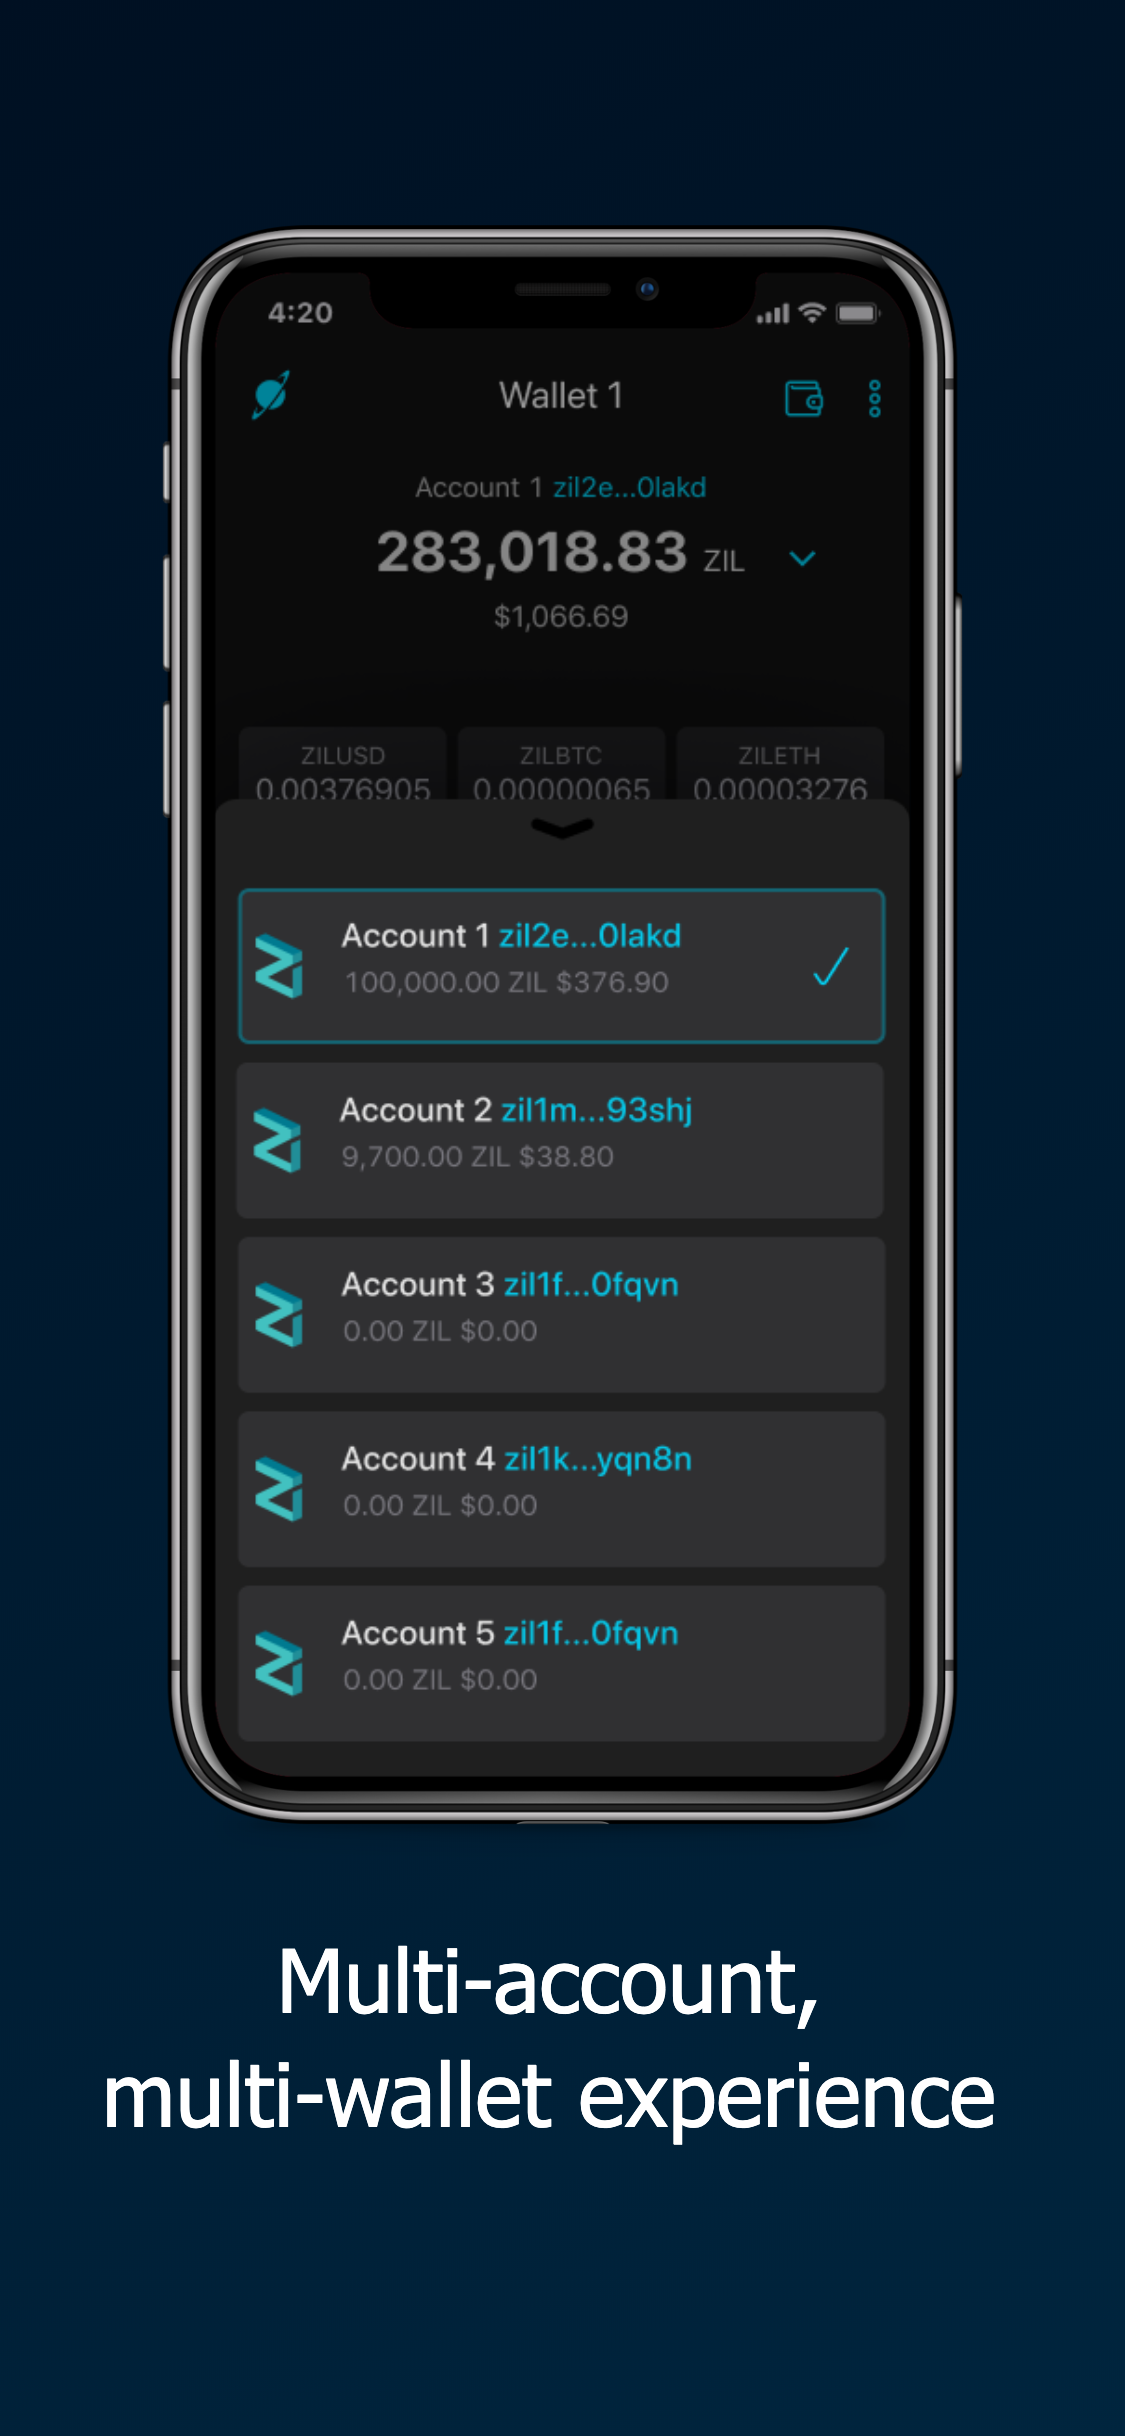 4:20
Wallet 1
Account 1 zil2e...0lakd
283,018.83 ZIL
$1,066.69
ZILUSD ZILBTC ZILETH
0.00376905 0.00000065 0.00003276
Account 1 zil2e...0lakd
100,000.00 ZIL $376.90
Account 2 zil1m...93shj
9,700.00 ZIL $38.80
Account 3 zil1f...0fqvn
0.00 ZIL $0.00
Account 4 zil1k...yqn8n
0.00 ZIL $0.00
Account 5 zil1f...0fqvn
0.00 ZIL $0.00
Multi-account,
multi-wallet experience